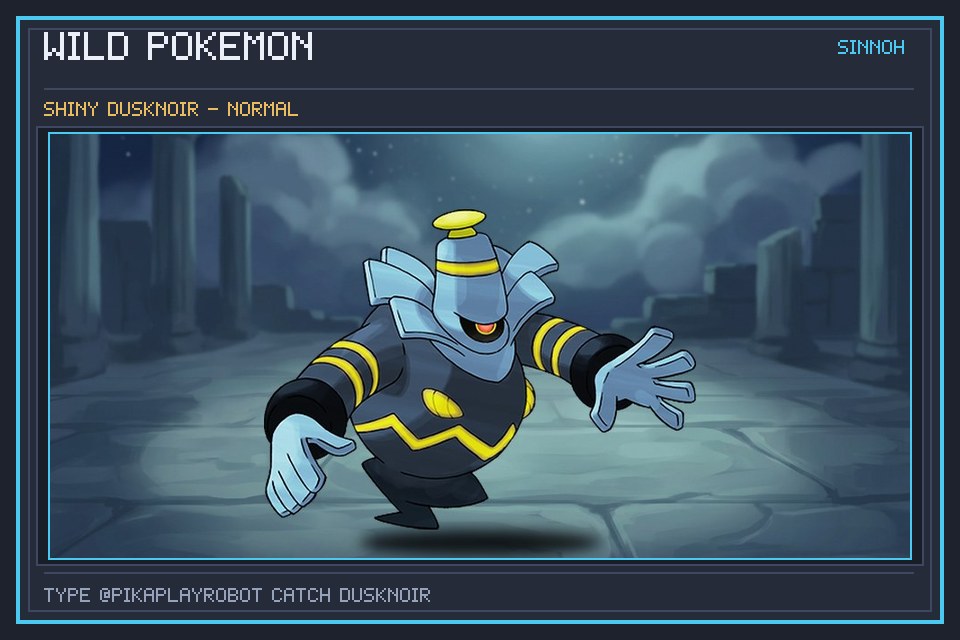 WILD POKEMON
SINNOH
SHINY DUSKNOIR - NORMAL
TYPE @PIKAPLAYROBOT CATCH DUSKNOIR